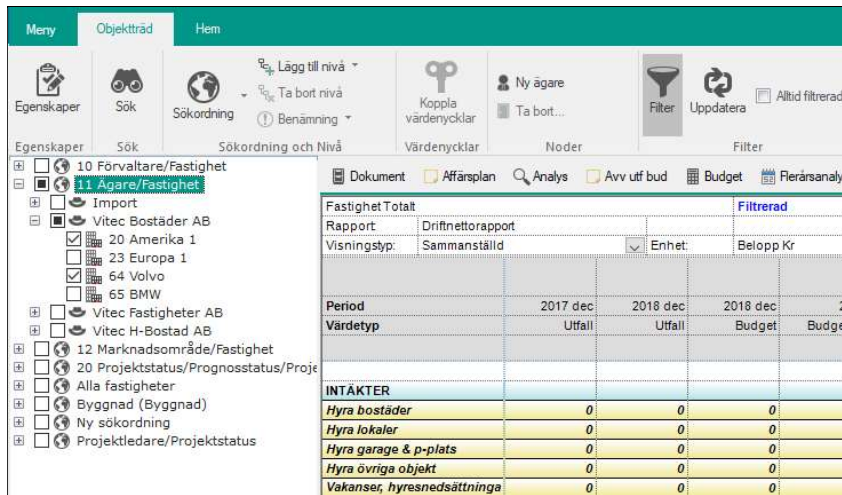 Meny Objektträd Hem
Egenskaper
Sök
Sökordning
Lägg till nivå
Ta bort nivå
Benämning
Koppla
värdenycklar
Ny ägare
Ta bort...
Filter
Uppdatera
Alltid filtrerad
Egenskaper Sök Sökordning och Nivå Värdenycklar Noder Filter
10 Förvaltare/Fastighet
11 Ägare/Fastighet
Import
Vitec Bostäder AB
20 Amerika 1
23 Europa 1
64 Volvo
65 BMW
Vitec Fastigheter AB
Vitec H-Bostad AB
12 Marknadsområde/Fastighet
20 Projektstatus/Prognosstatus/Proje
Alla fastigheter
Byggnad (Byggnad)
Ny sökordning
Projektledare/Projektstatus
Dokument Affärsplan Analys Avv utf bud Budget Flerårsanaly
Fastighet Totalt Filtrerad
Rapport: Driftnettorapport
Visningstyp: Sammanställd Enhet: Belopp Kr
Period 2017 dec 2018 dec 2018 dec 2
Värdetyp Utfall Utfall Budget Budge
INTÄKTER
Hyra bostäder 0 0 0
Hyra lokaler 0 0 0
Hyra garage & p-plats 0 0 0
Hyra övriga objekt 0 0 0
Vakanser, hyresnedsättninga 0 0 0